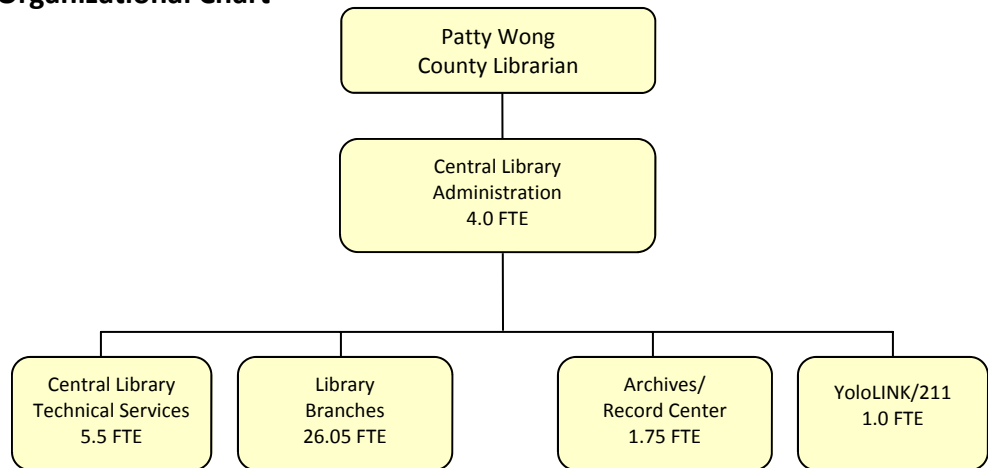 Organizational Chart
Patty Wong
County Librarian
Central Library
Administration
4.0 FTE
Central Library
Technical Services
5.5 FTE
Library
Branches
26.05 FTE
Archives/
Record Center
1.75 FTE
YoloLINK/211
1.0 FTE